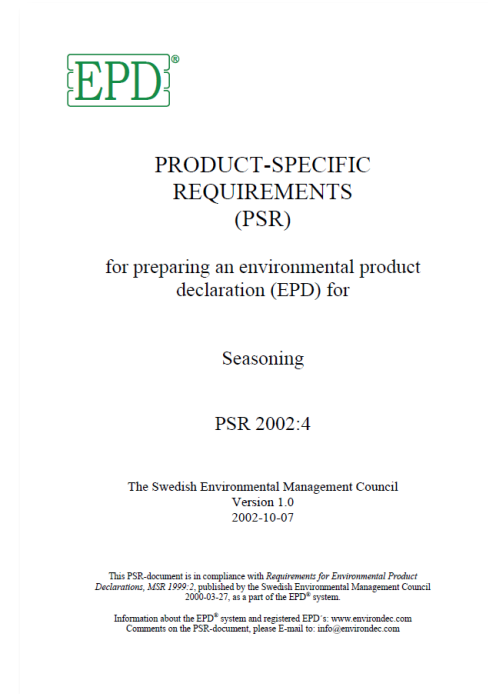 EPD®
PRODUCT-SPECIFIC
REQUIREMENTS
(PSR)
for preparing an environmental product
declaration (EPD) for
Seasoning
PSR 2002:4
The Swedish Environmental Management Council
Version 1.0
2002-10-07
This PSR-document is in compliance with Requirements for Environmental Product
Declarations, MSR 1999:2, published by the Swedish Environmental Management Council
2000-03-27, as a part of the EPD® system.
Information about the EPD® system and registered EPD´s: www.environdec.com
Comments on the PSR-document, please E-mail to: info@environdec.com